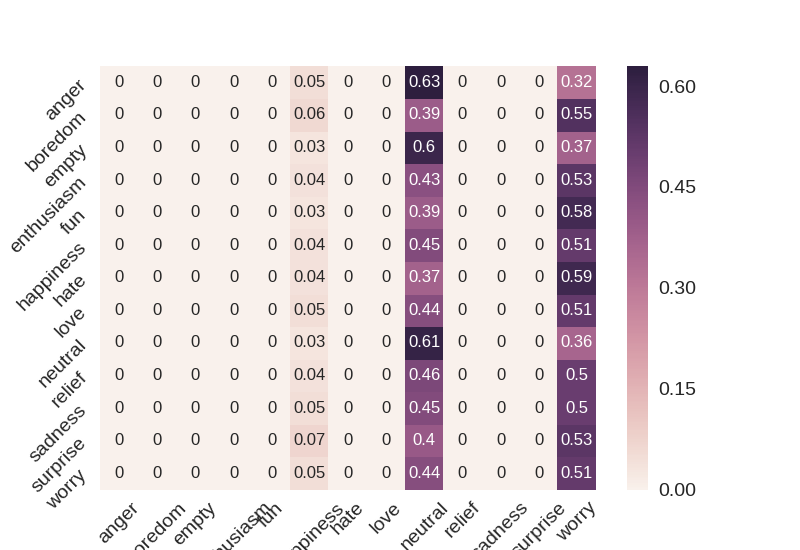 anger 0 0 0 0 0 0.05 0 0 0.63 0 0 0 0.32
boredom 0 0 0 0 0 0.06 0 0 0.39 0 0 0 0.55
empty 0 0 0 0 0 0.03 0 0 0.6 0 0 0 0.37
enthusiasm 0 0 0 0 0 0.04 0 0 0.43 0 0 0 0.53
fun 0 0 0 0 0 0.03 0 0 0.39 0 0 0 0.58
happiness 0 0 0 0 0 0.04 0 0 0.45 0 0 0 0.51
hate 0 0 0 0 0 0.04 0 0 0.37 0 0 0 0.59
love 0 0 0 0 0 0.05 0 0 0.44 0 0 0 0.51
neutral 0 0 0 0 0 0.03 0 0 0.61 0 0 0 0.36
relief 0 0 0 0 0 0.04 0 0 0.46 0 0 0 0.5
sadness 0 0 0 0 0 0.05 0 0 0.45 0 0 0 0.5
surprise 0 0 0 0 0 0.07 0 0 0.4 0 0 0 0.53
worry 0 0 0 0 0 0.05 0 0 0.44 0 0 0 0.51
anger oredom empty husiasm fun ppiness hate love neutral relief adness surprise worry
0.60
0.45
0.30
0.15
0.00